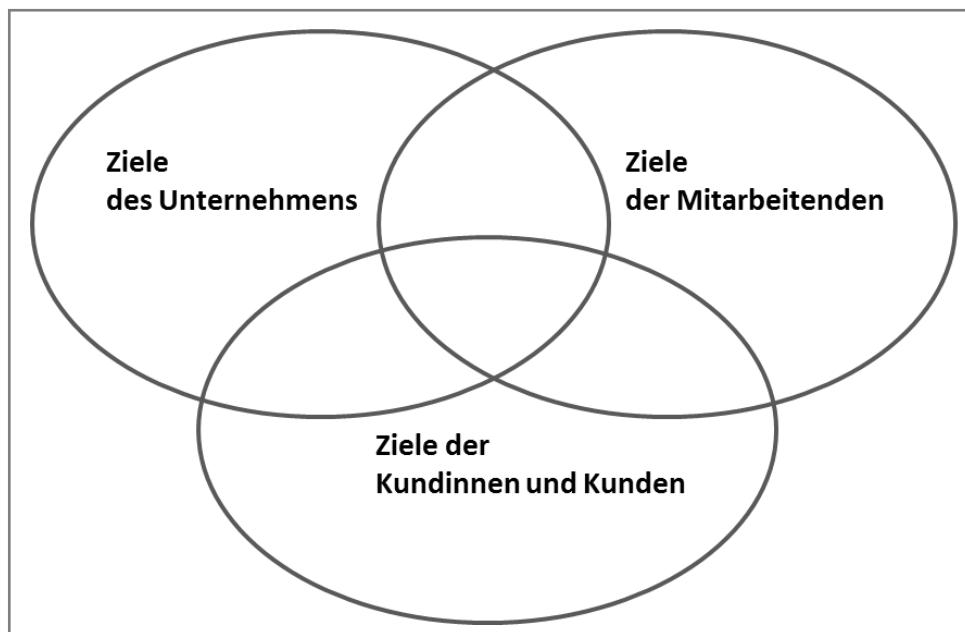 Ziele
des Unternehmens
Ziele
der Mitarbeitenden
Ziele der
Kundinnen und Kunden